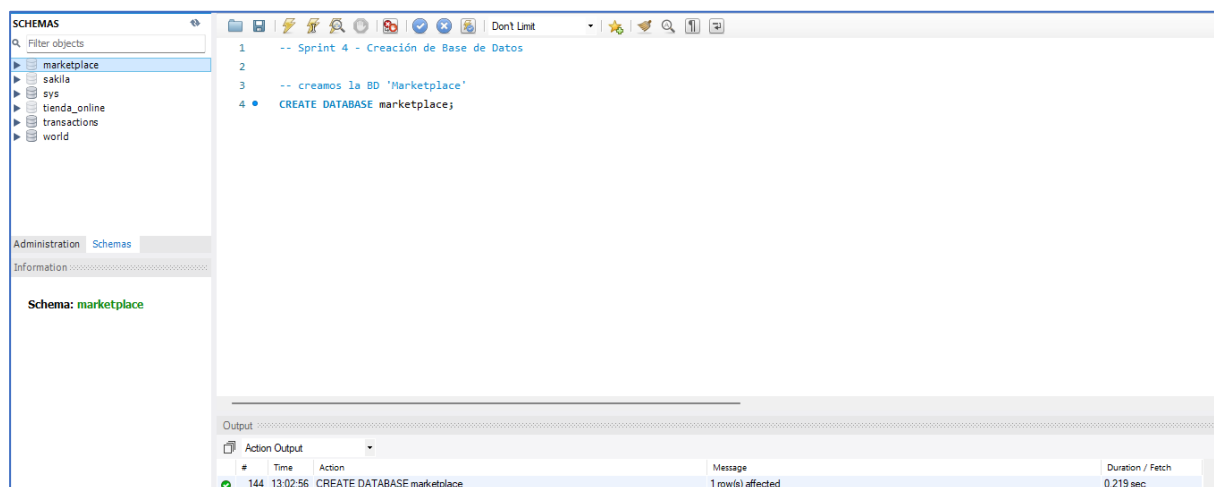 SCHEMAS
Filter objects
marketplace
sakila
sys
tienda_online
transactions
world
Administration Schemas
Information
Schema: marketplace
Don't Limit
1 -- Sprint 4 - Creación de Base de Datos
2
3 -- creamos la BD 'Marketplace'
4 CREATE DATABASE marketplace;
Output
Action Output
# Time Action Message Duration / Fetch
144 13:02:56 CREATE DATABASE marketplace 1 row(s) affected 0.219 sec